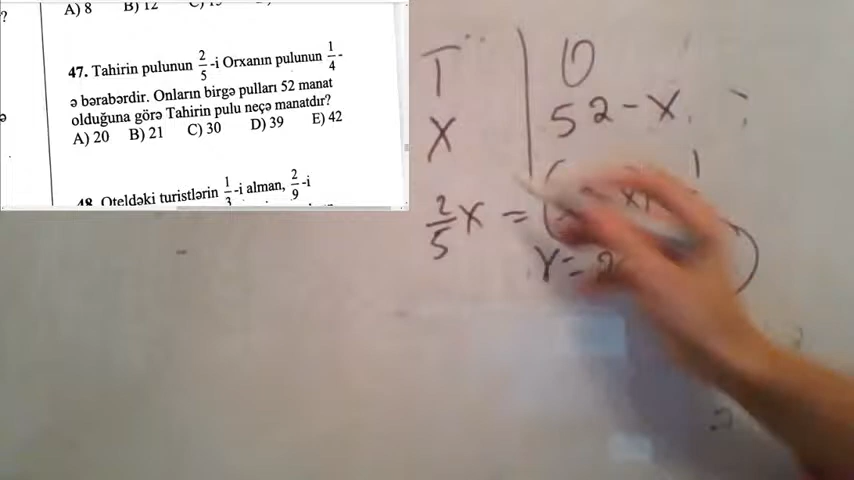 A) 8 B) 12
47. Tahirin pulunun 2/5-i Orxanın pulunun 1/4-
ə bərabərdir. Onların birgə pulları 52 manat
olduğuna görə Tahirin pulu neçə manatdır?
A) 20 B) 21 C) 30 D) 39 E) 42
48. Oteldəki turistlərin 1/3-i alman, 2/9-i
T O
X 52-X
2/5 X =